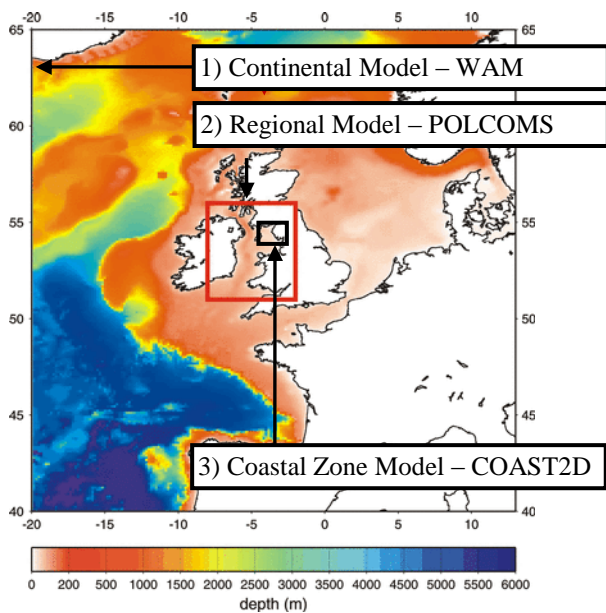 -20 -15 -10 -5 0 5 10
65 65
1) Continental Model – WAM
2) Regional Model – POLCOMS
60 60
55 55
50 50
45 45
3) Coastal Zone Model – COAST2D
40 40
-20 -15 -10 -5 0 5 10
0 200 500 1000 1500 2000 2500 3000 3500 4000 4500 5000 6000
depth (m)